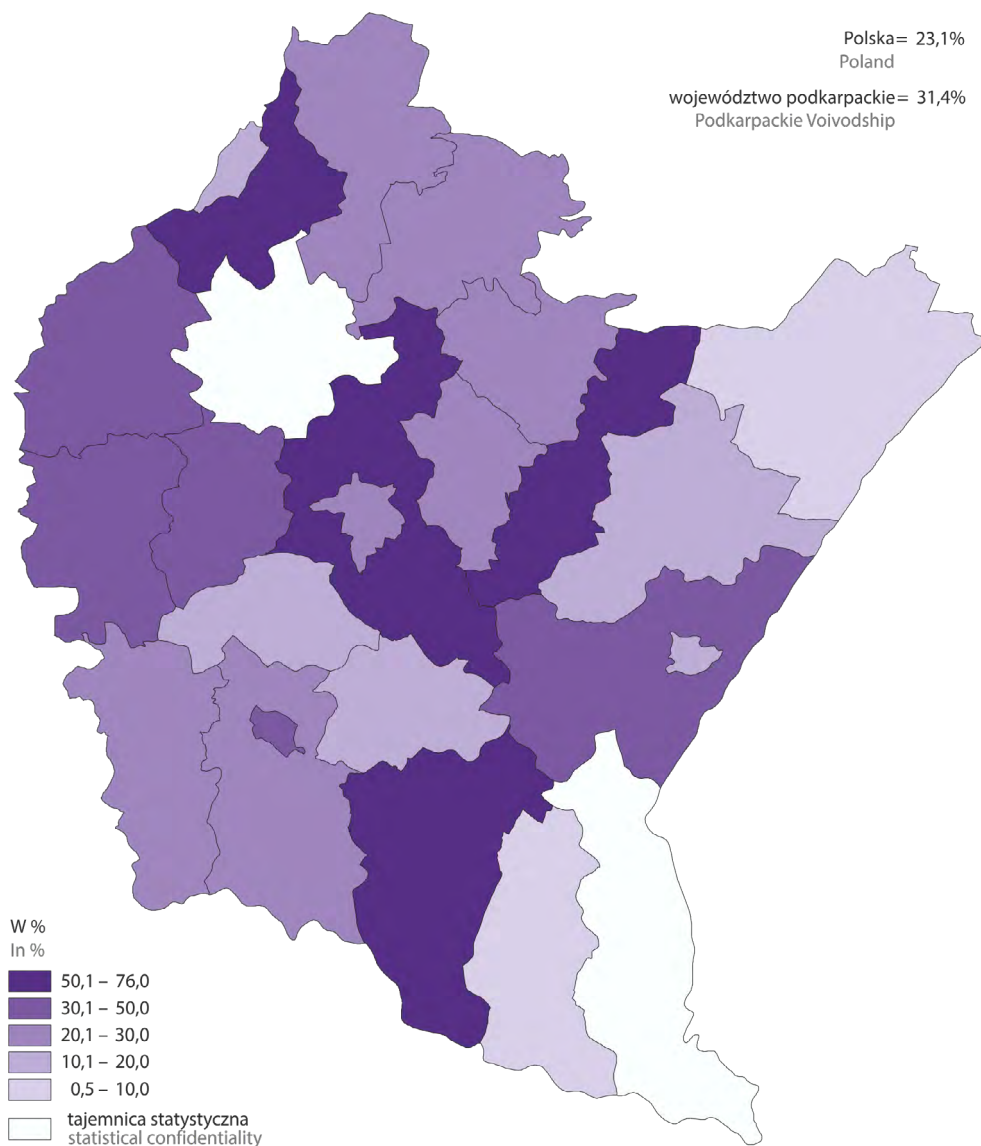 Polska= 23,1%
Poland
województwo podkarpackie= 31,4%
Podkarpackie Voivodship
W %
In %
50,1 – 76,0
30,1 – 50,0
20,1 – 30,0
10,1 – 20,0
0,5 – 10,0
tajemnica statystyczna
statistical confidentiality